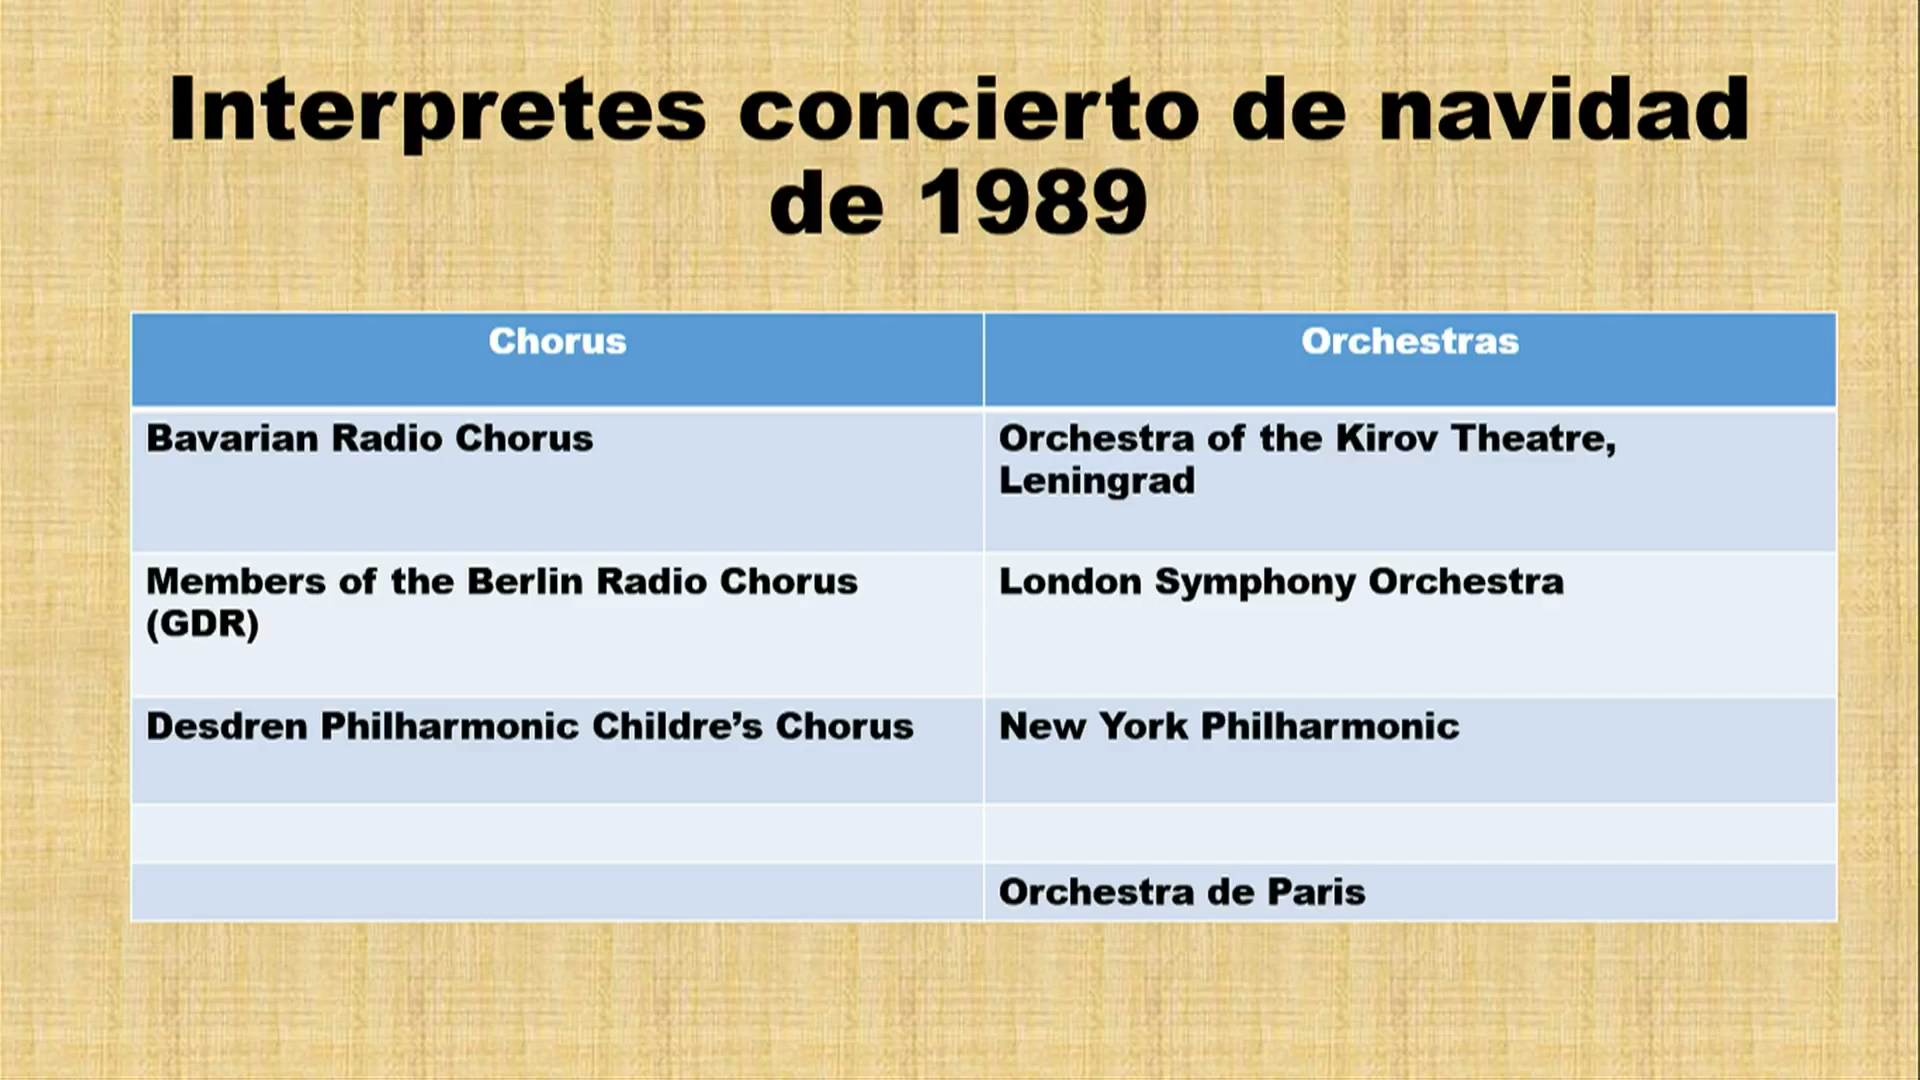 Interpretes concierto de navidad
de 1989
Chorus
Orchestras
Bavarian Radio Chorus
Orchestra of the Kirov Theatre,
Leningrad
Members of the Berlin Radio Chorus
(GDR)
London Symphony Orchestra
Desdren Philharmonic Childre’s Chorus
New York Philharmonic
Orchestra de Paris